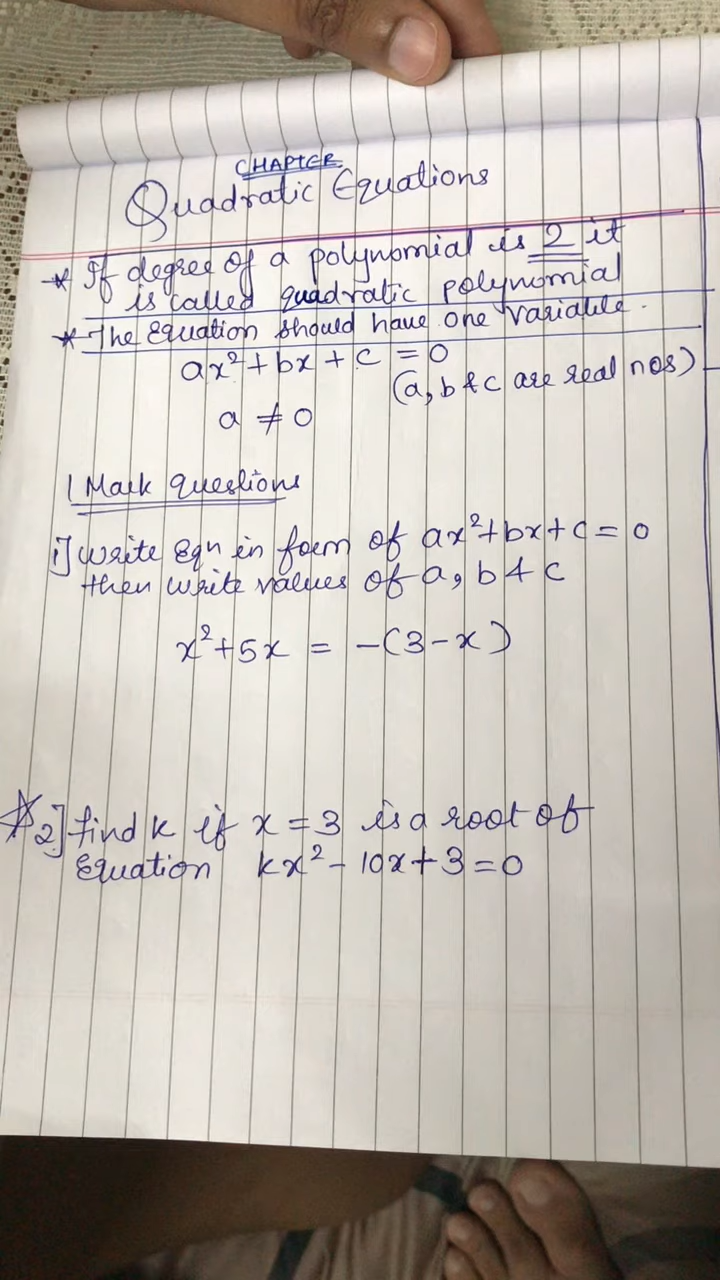 CHAPTER
Quadratic Equations
* If degree of a polynomial is 2 it
is called quadratic polynomial
* The Equation should have one variable.
ax²+bx+c=0
(a, b & c are real nos)
a ≠ 0
1 Mark questions
1] write Eqn in form of ax²+bx+c=0
then write values of a, b & c
x²+5x = -(3-x)
☆ 2] find k if x=3 is a root of
Equation kx²-10x+3=0